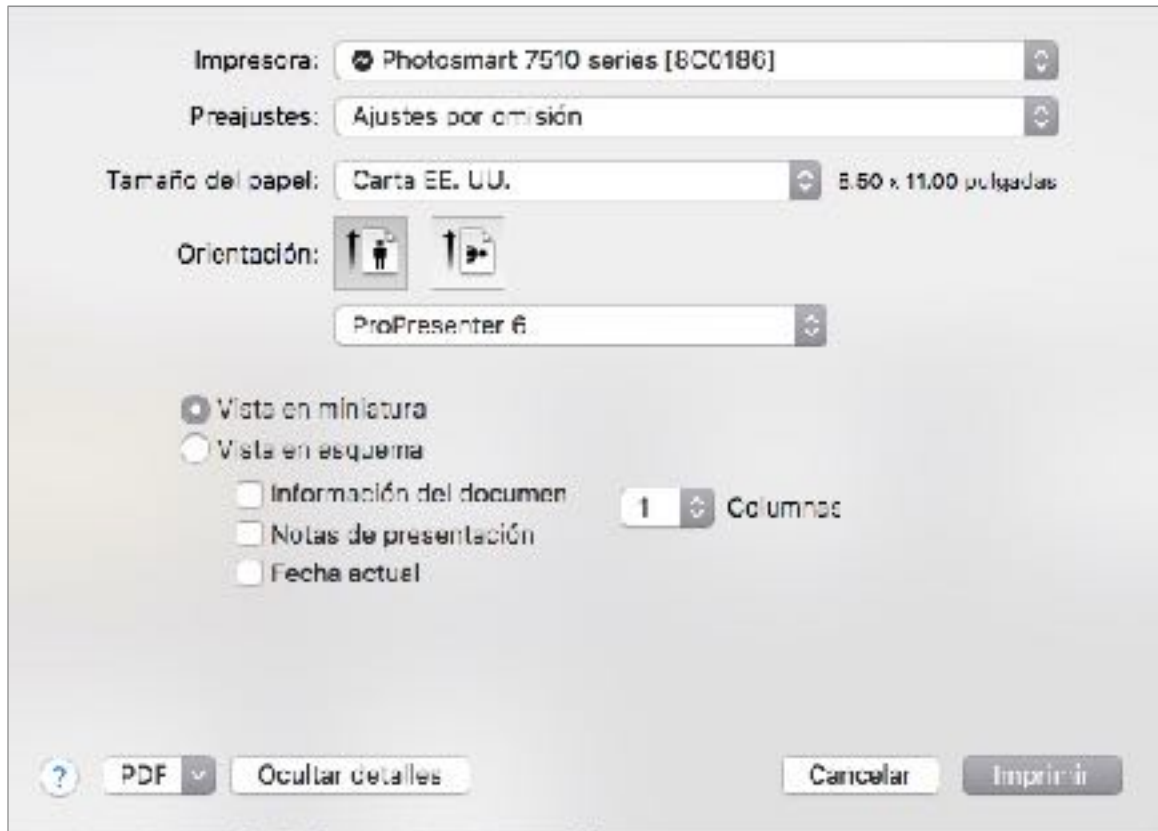 Impresora: Photosmart 7510 series [8C0186]
Preajustes: Ajustes por omisión
Tamaño del papel: Carta EE. UU. 8.50 x 11.00 pulgadas
Orientación:
ProPresenter 6
Vista en miniatura
Vista en esquema
Información del documen
1 Columnas
Notas de presentación
Fecha actual
? PDF Ocultar detalles Cancelar Imprimir